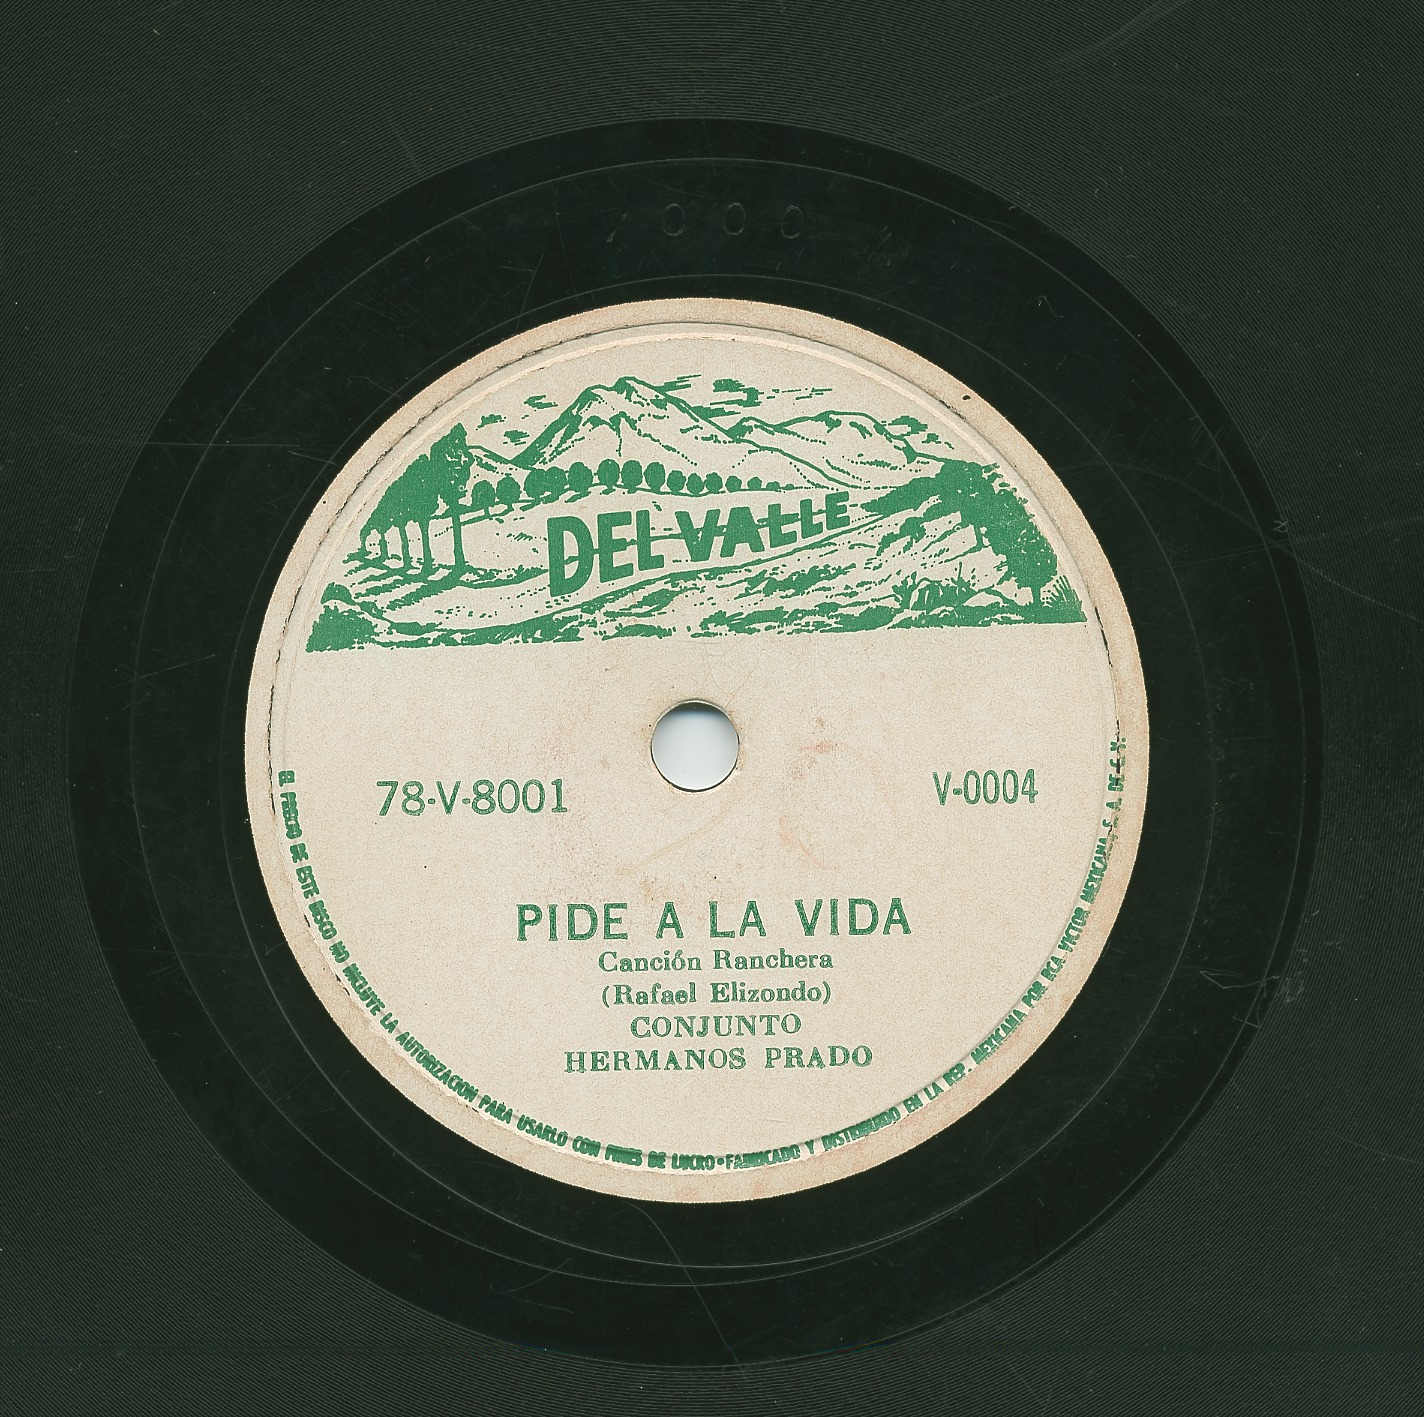 000
DEL VALLE
78-V-8001
V-0004
PIDE A LA VIDA
Canción Ranchera
(Rafael Elizondo)
CONJUNTO
HERMANOS PRADO
EL PRECIO DE ESTE DISCO NO INCLUYE LA AUTORIZACION PARA USARLO CON FINES DE LUCRO • FABRICADO Y DISTRIBUIDO EN LA REP. MEXICANA POR RCA VICTOR MEXICANA, S. A. DE C. V.